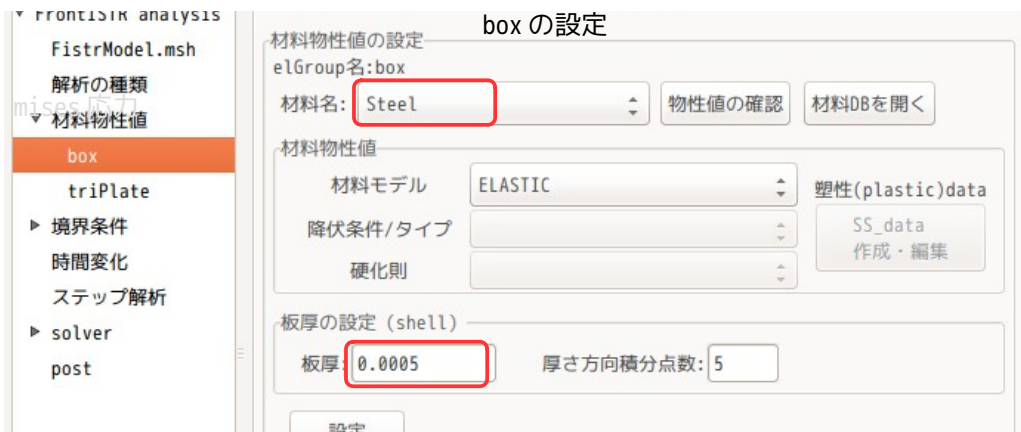 box の設定
FrontISTR analysis
FistrModel.msh
解析の種類
mises 応力
材料物性値
box
triPlate
境界条件
時間変化
ステップ解析
solver
post
材料物性値の設定
elGroup名:box
材料名: Steel 物性値の確認 材料DBを開く
材料物性値
材料モデル ELASTIC 塑性(plastic)data
降伏条件/タイプ SS_data
作成・編集
硬化則
板厚の設定 (shell)
板厚: 0.0005 厚さ方向積分点数: 5
設定